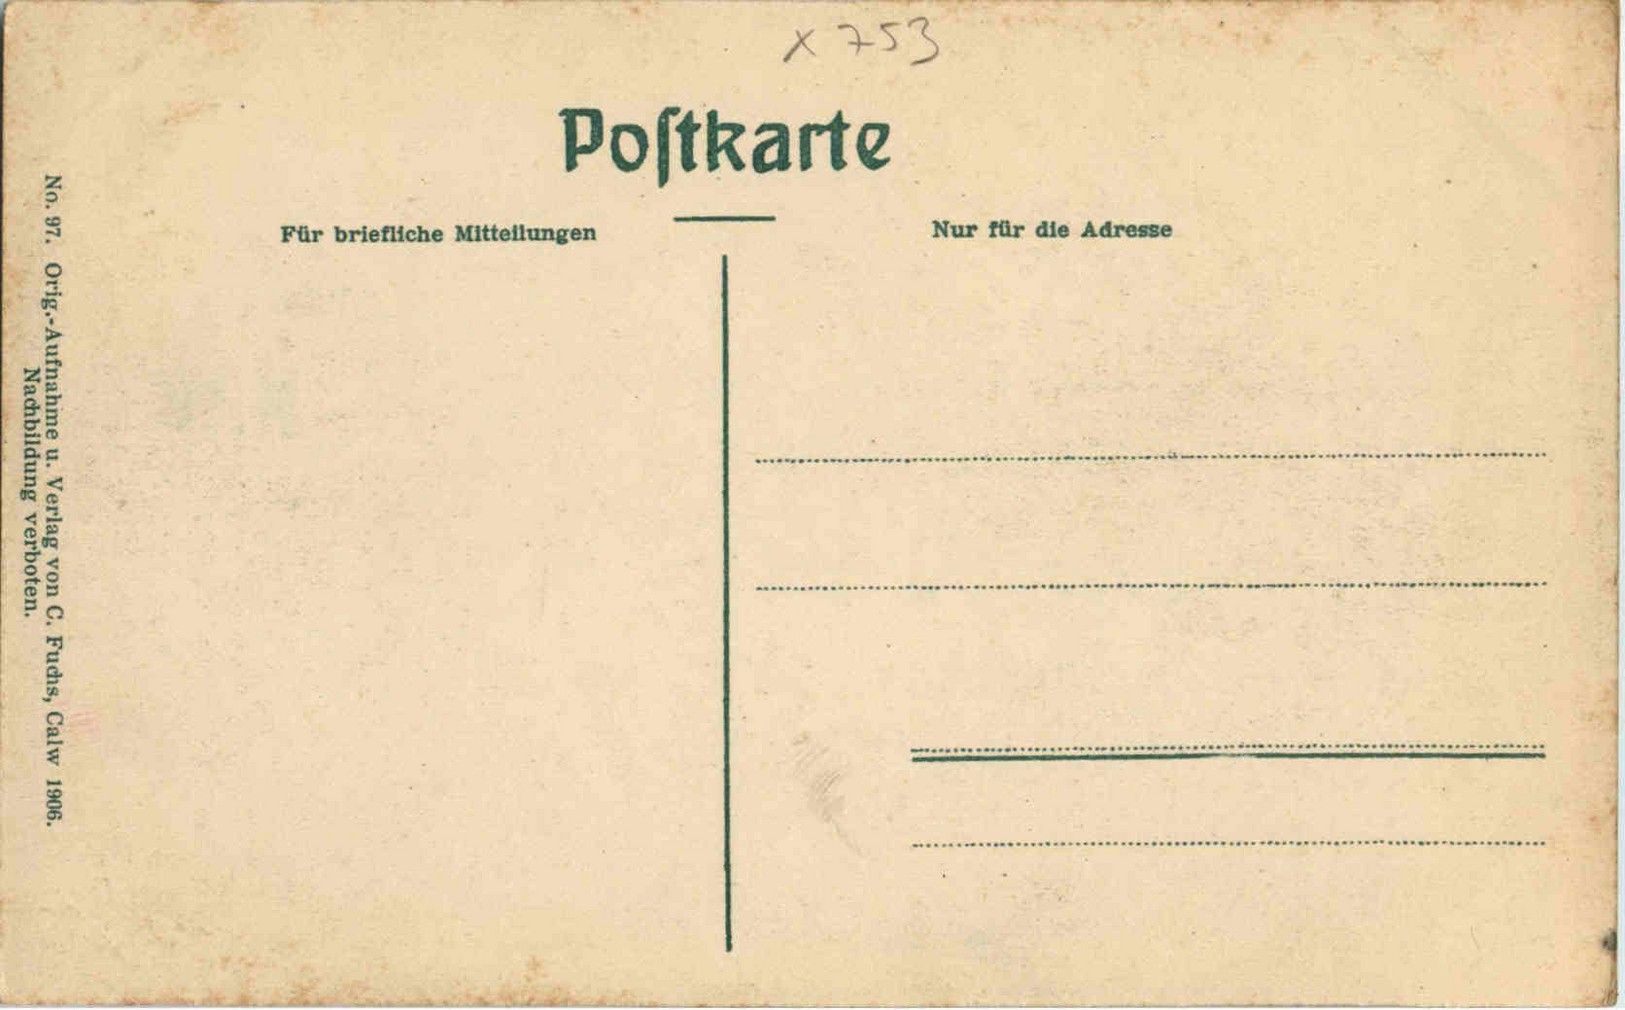 x 753
Poſtkarte
Für briefliche Mitteilungen
Nur für die Adresse
No. 97. Orig.-Aufnahme u. Verlag von C. Fuchs, Calw 1906.
Nachbildung verboten.